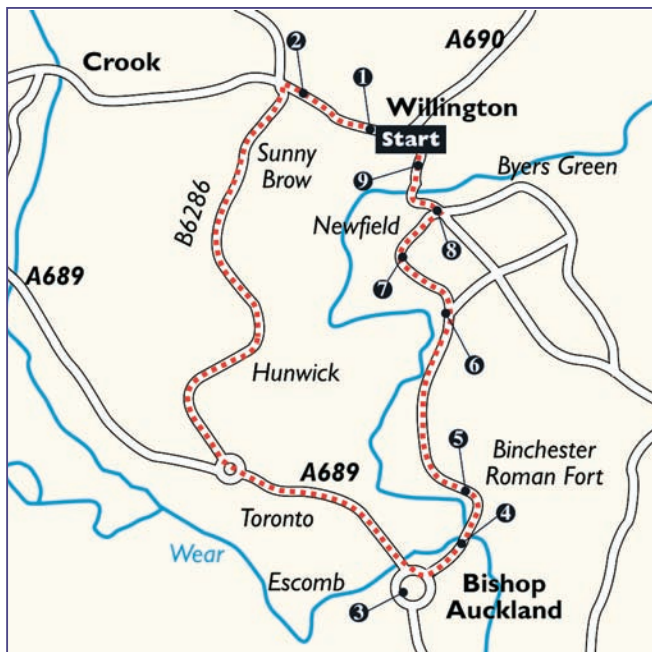 A690
2
Crook
1
Willington
Start
Sunny
Brow
9
Byers Green
B6286
Newfield
8
A689
7
6
Hunwick
5
Binchester
Roman Fort
A689
4
Toronto
Wear
Escomb
3
Bishop
Auckland